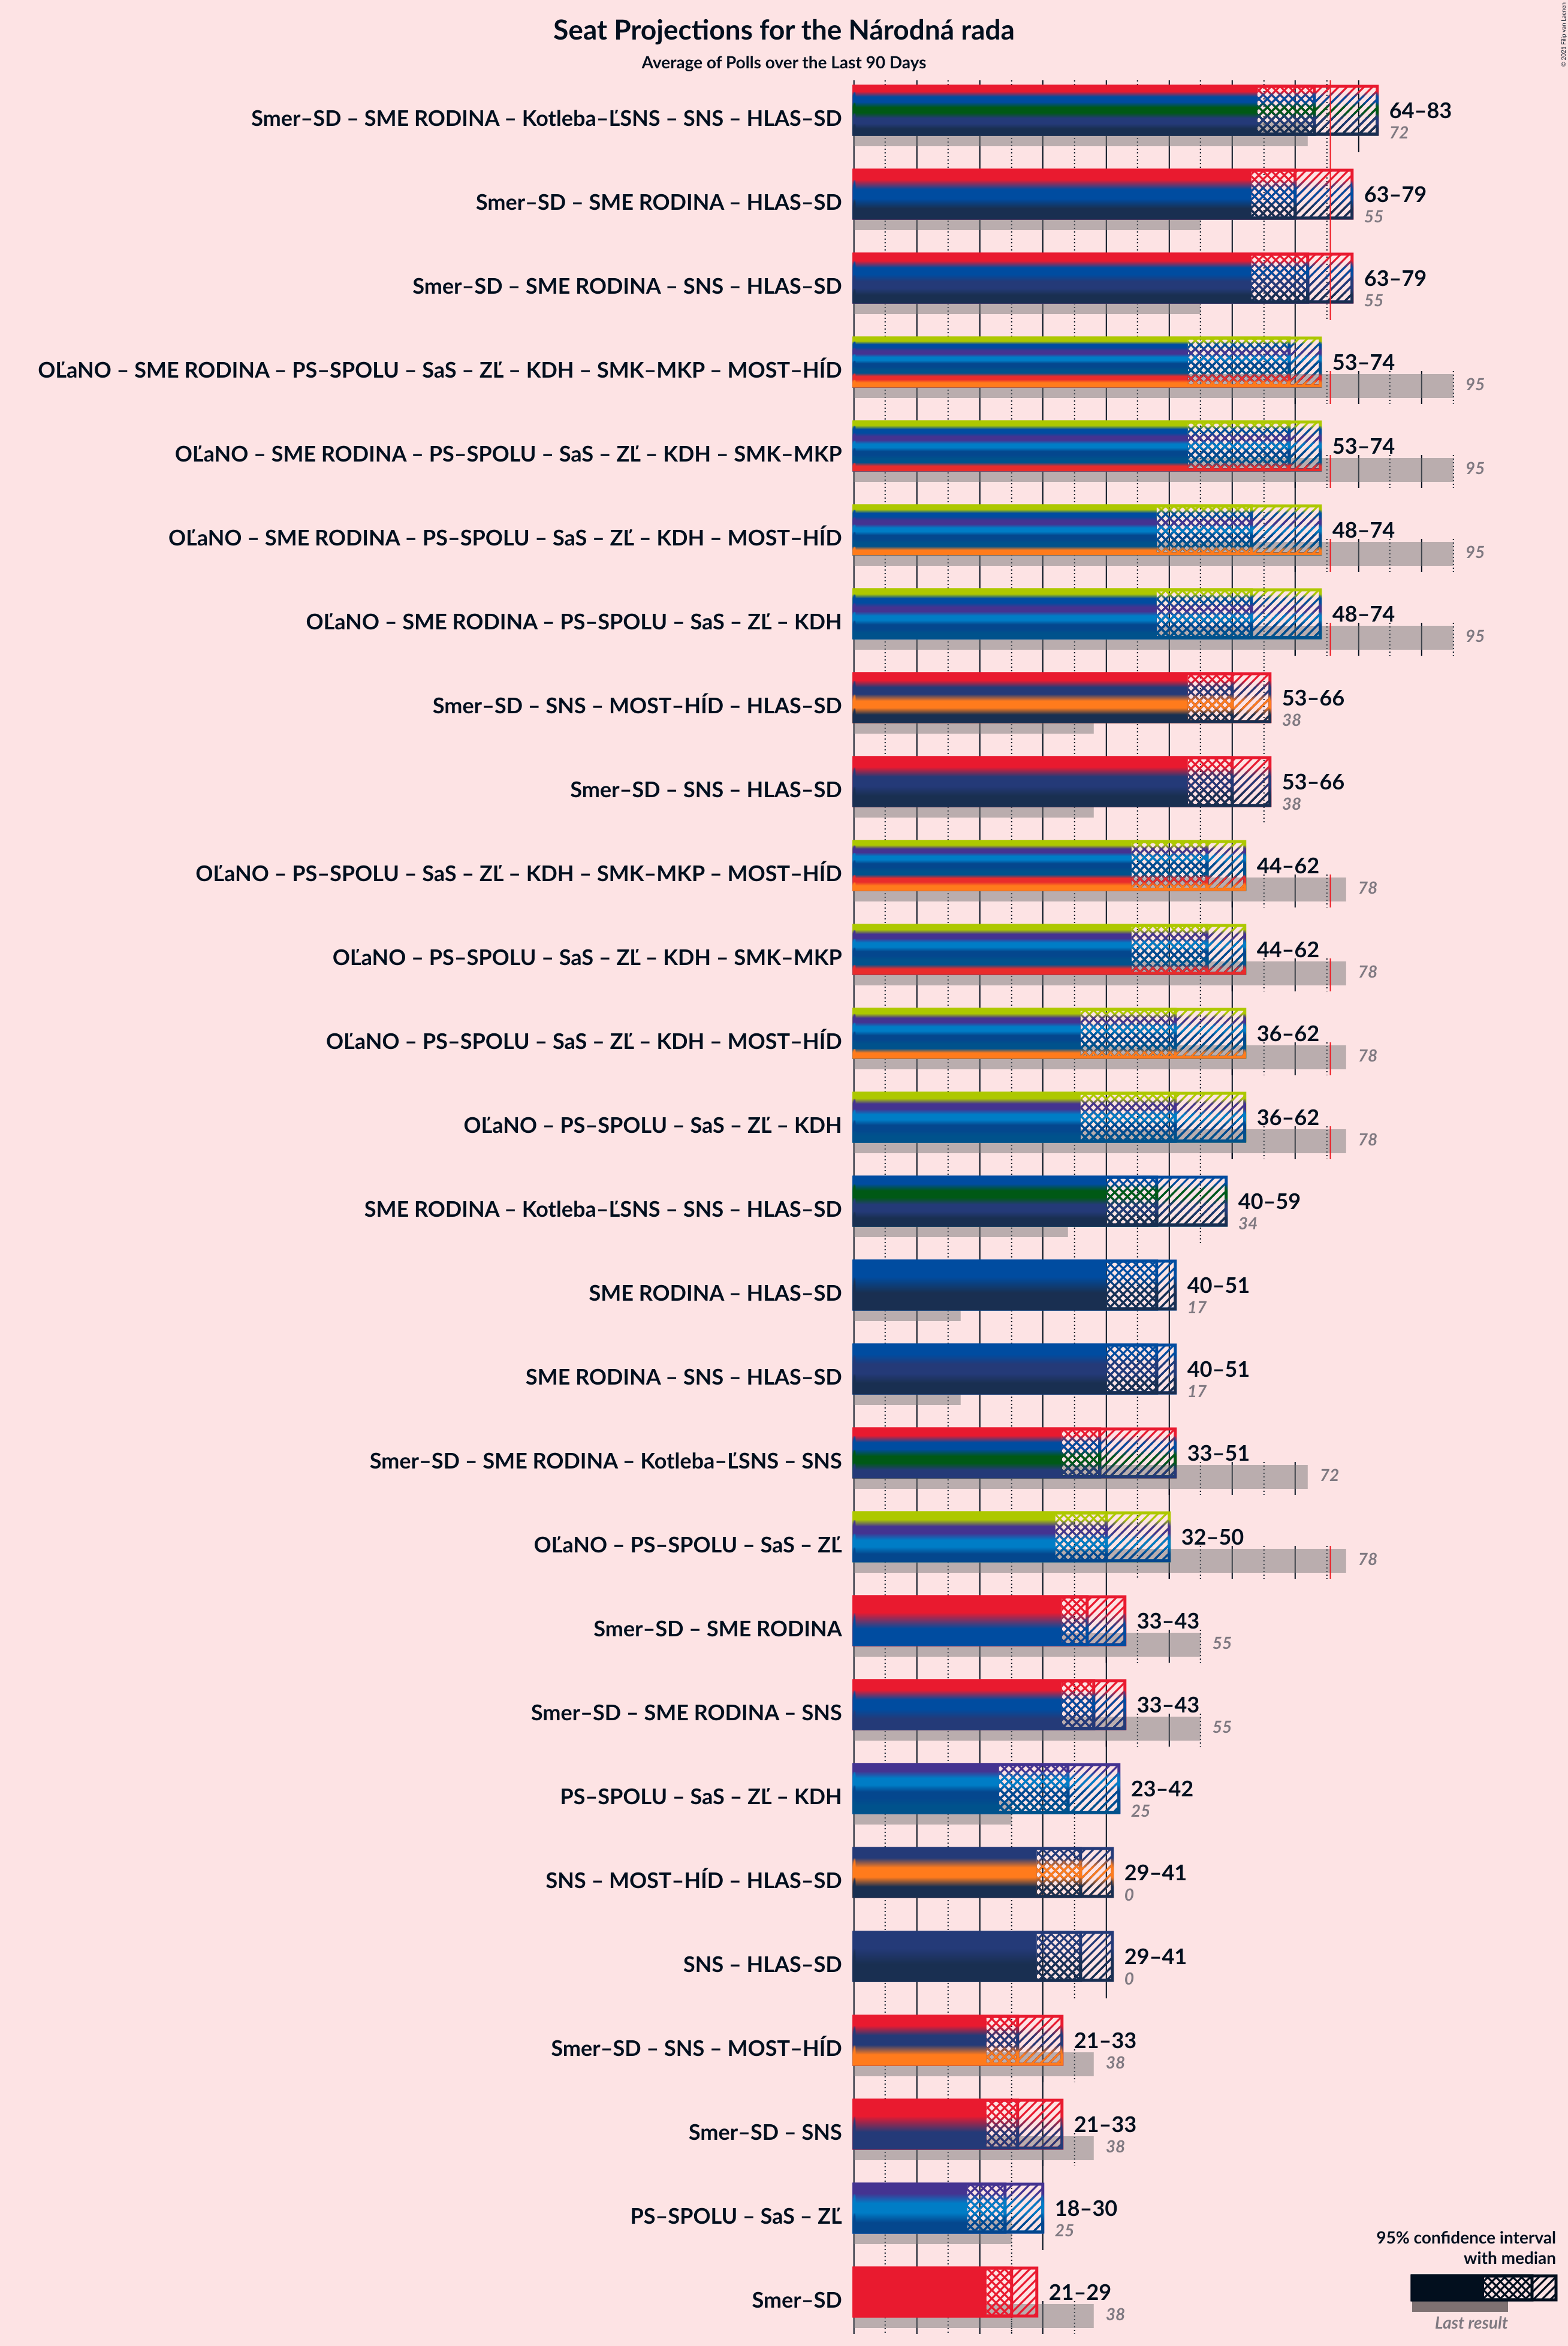 Seat Projections for the Národná rada
Average of Polls over the Last 90 Days
© 2021 Filip van Laenen
Smer–SD – SME RODINA – Kotleba–ĽSNS – SNS – HLAS–SD
64–83
72
Smer–SD – SME RODINA – HLAS–SD
63–79
55
Smer–SD – SME RODINA – SNS – HLAS–SD
63–79
55
OĽaNO – SME RODINA – PS–SPOLU – SaS – ZĽ – KDH – SMK–MKP – MOST–HÍD
53–74
95
OĽaNO – SME RODINA – PS–SPOLU – SaS – ZĽ – KDH – SMK–MKP
53–74
95
OĽaNO – SME RODINA – PS–SPOLU – SaS – ZĽ – KDH – MOST–HÍD
48–74
95
OĽaNO – SME RODINA – PS–SPOLU – SaS – ZĽ – KDH
48–74
95
Smer–SD – SNS – MOST–HÍD – HLAS–SD
53–66
38
Smer–SD – SNS – HLAS–SD
53–66
38
OĽaNO – PS–SPOLU – SaS – ZĽ – KDH – SMK–MKP – MOST–HÍD
44–62
78
OĽaNO – PS–SPOLU – SaS – ZĽ – KDH – SMK–MKP
44–62
78
OĽaNO – PS–SPOLU – SaS – ZĽ – KDH – MOST–HÍD
36–62
78
OĽaNO – PS–SPOLU – SaS – ZĽ – KDH
36–62
78
SME RODINA – Kotleba–ĽSNS – SNS – HLAS–SD
40–59
34
SME RODINA – HLAS–SD
40–51
17
SME RODINA – SNS – HLAS–SD
40–51
17
Smer–SD – SME RODINA – Kotleba–ĽSNS – SNS
33–51
72
OĽaNO – PS–SPOLU – SaS – ZĽ
32–50
78
Smer–SD – SME RODINA
33–43
55
Smer–SD – SME RODINA – SNS
33–43
55
PS–SPOLU – SaS – ZĽ – KDH
23–42
25
SNS – MOST–HÍD – HLAS–SD
29–41
0
SNS – HLAS–SD
29–41
0
Smer–SD – SNS – MOST–HÍD
21–33
38
Smer–SD – SNS
21–33
38
PS–SPOLU – SaS – ZĽ
18–30
25
Smer–SD
21–29
38
95% confidence interval
with median
Last result